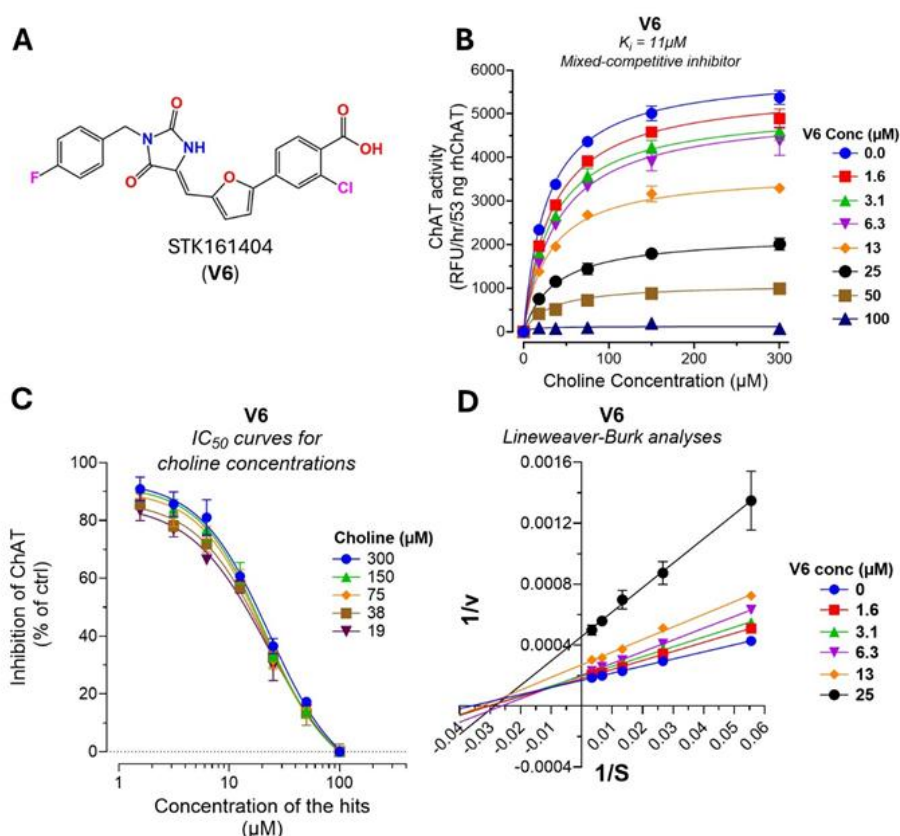 A
O
N
NH
O
F
O
O
OH
Cl
STK161404
(V6)
B
V6
Kᵢ = 11µM
Mixed-competitive inhibitor
ChAT activity
(RFU/hr/53 ng rhChAT)
6000
5000
4000
3000
2000
1000
0
0
100
200
300
Choline Concentration (µM)
V6 Conc (µM)
0.0
1.6
3.1
6.3
13
25
50
100
C
V6
IC₅₀ curves for
choline concentrations
Inhibition of ChAT
(% of ctrl)
100
80
60
40
20
0
1
10
100
Concentration of the hits
(µM)
Choline (µM)
300
150
75
38
19
D
V6
Lineweaver-Burk analyses
1/v
0.0016
0.0012
0.0008
0.0004
-0.0004
-0.04
-0.03
-0.02
-0.01
0.01
0.02
0.03
0.04
0.05
0.06
1/S
V6 conc (µM)
0
1.6
3.1
6.3
13
25